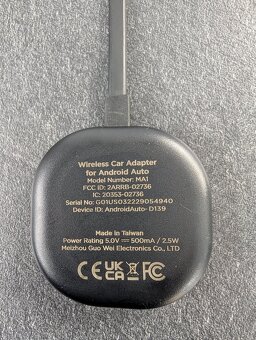 Wireless Car Adapter
for Android Auto
Model Number: MA1
FCC ID: 2ARRB-02736
IC: 20353-02736
Serial No: G01US032229054940
Device ID: AndroidAuto-D139
Made in Taiwan
Power Rating 5.0V ⎓ 500mA / 2.5W
Meizhou Guo Wei Electronics Co., LTD
CE UK CA FC